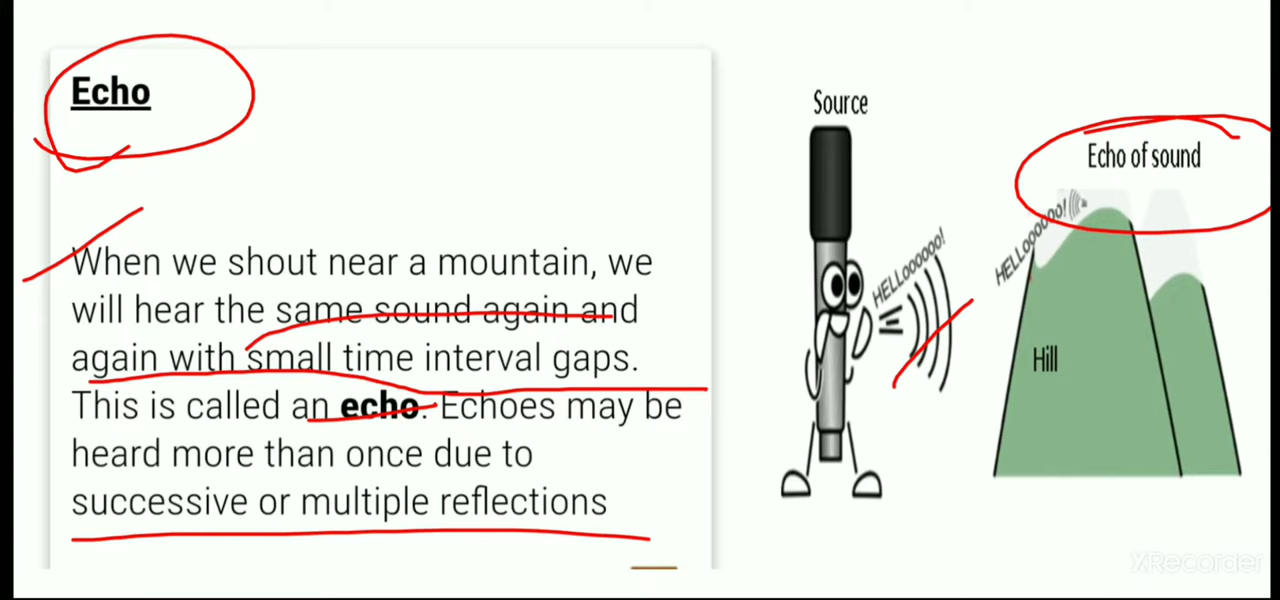 Echo
When we shout near a mountain, we
will hear the same sound again and
again with small time interval gaps.
This is called an echo. Echoes may be
heard more than once due to
successive or multiple reflections
Source
HELLOooooo!
Echo of sound
HELLOooooo!
Hill
XRecorder